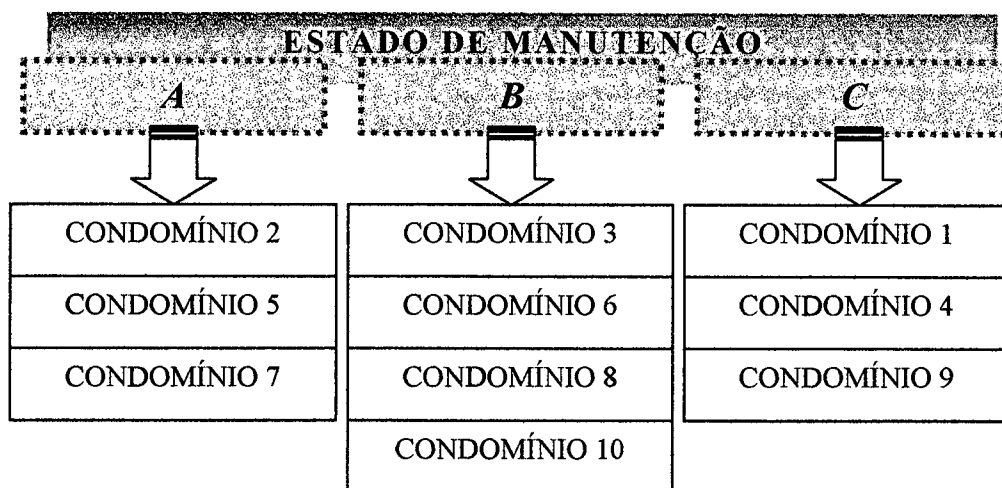 ESTADO DE MANUTENÇÃO
A
B
C
CONDOMÍNIO 2
CONDOMÍNIO 5
CONDOMÍNIO 7
CONDOMÍNIO 3
CONDOMÍNIO 6
CONDOMÍNIO 8
CONDOMÍNIO 10
CONDOMÍNIO 1
CONDOMÍNIO 4
CONDOMÍNIO 9